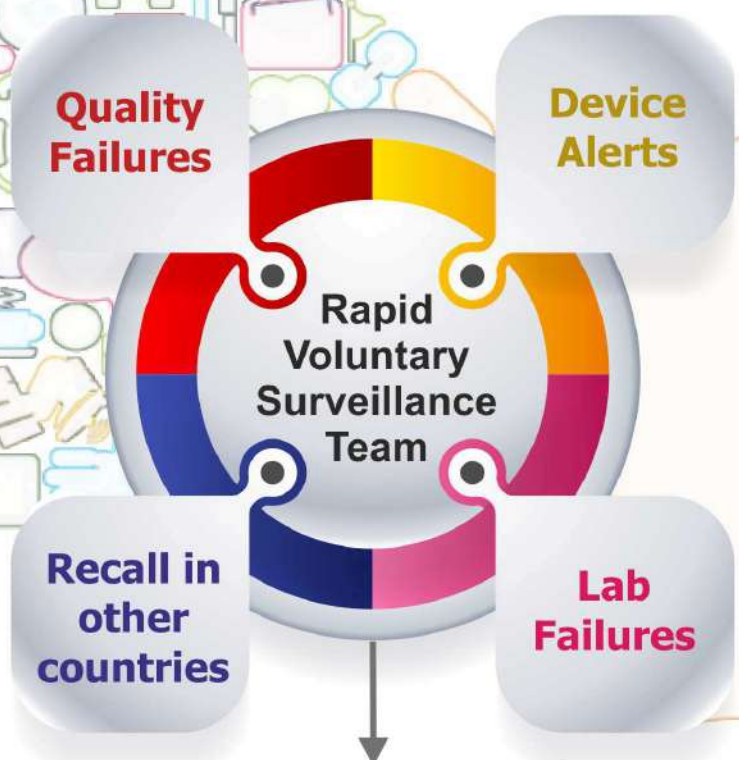 Quality
Failures
Device
Alerts
Rapid
Voluntary
Surveillance
Team
Recall in
other
countries
Lab
Failures